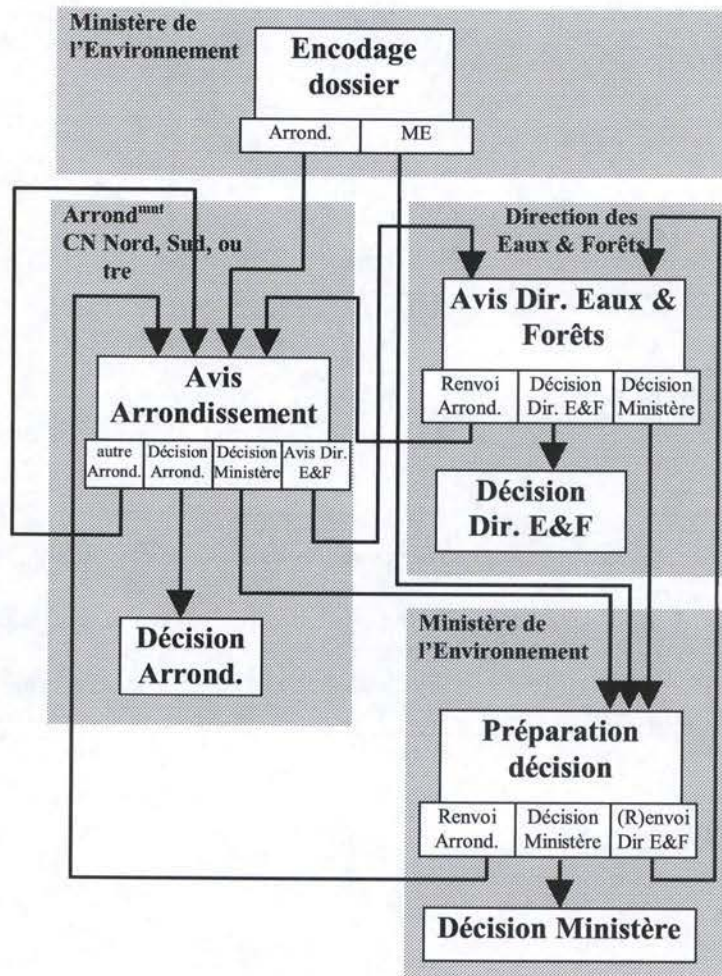 Ministère de
l'Environnement
Encodage
dossier
Arrond.
ME
Arrond^mnt
CN Nord, Sud, ou
tre
Direction des
Eaux & Forêts
Avis Dir. Eaux &
Forêts
Renvoi
Arrond.
Décision
Dir. E&F
Décision
Ministère
Avis
Arrondissement
autre
Arrond.
Décision
Arrond.
Décision
Ministère
Avis Dir.
E&F
Décision
Dir. E&F
Décision
Arrond.
Ministère de
l'Environnement
Préparation
décision
Renvoi
Arrond.
Décision
Ministère
(R)envoi
Dir E&F
Décision Ministère